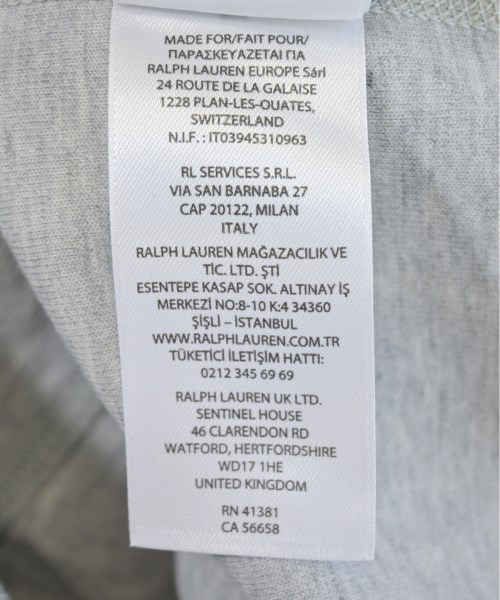 MADE FOR/FAIT POUR/
ΠΑΡΑΣΚΕΥΑΖΕΤΑΙ ΓΙΑ
RALPH LAUREN EUROPE Sárl
24 ROUTE DE LA GALAISE
1228 PLAN-LES-OUATES,
SWITZERLAND
N.I.F. : IT03945310963
RL SERVICES S.R.L.
VIA SAN BARNABA 27
CAP 20122, MILAN
ITALY
RALPH LAUREN MAĞAZACILIK VE
TİC. LTD. ŞTİ
ESENTEPE KASAP SOK. ALTINAY İŞ
MERKEZİ NO:8-10 K:4 34360
ŞİŞLİ – İSTANBUL
WWW.RALPHLAUREN.COM.TR
TÜKETİCİ İLETİŞİM HATTI:
0212 345 69 69
RALPH LAUREN UK LTD.
SENTINEL HOUSE
46 CLARENDON RD
WATFORD, HERTFORDSHIRE
WD17 1HE
UNITED KINGDOM
RN 41381
CA 56658